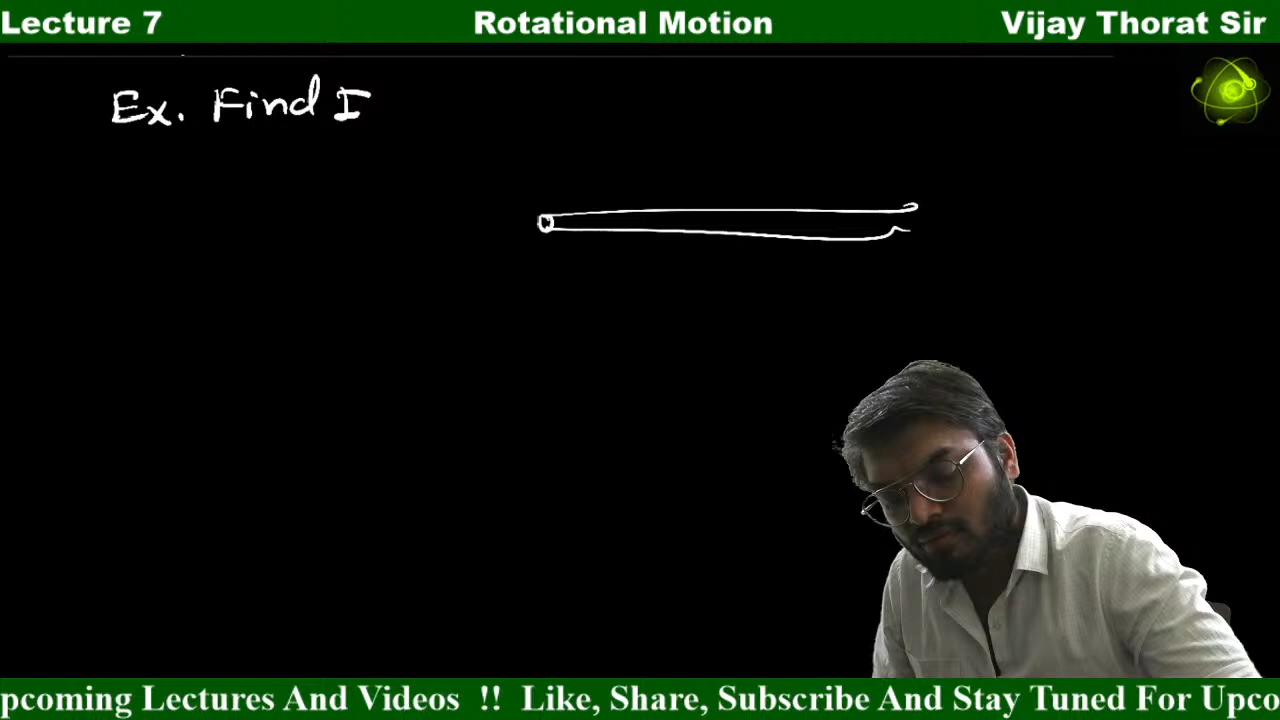 Lecture 7 Rotational Motion Vijay Thorat Sir
Ex. Find I
pcoming Lectures And Videos !! Like, Share, Subscribe And Stay Tuned For Upco